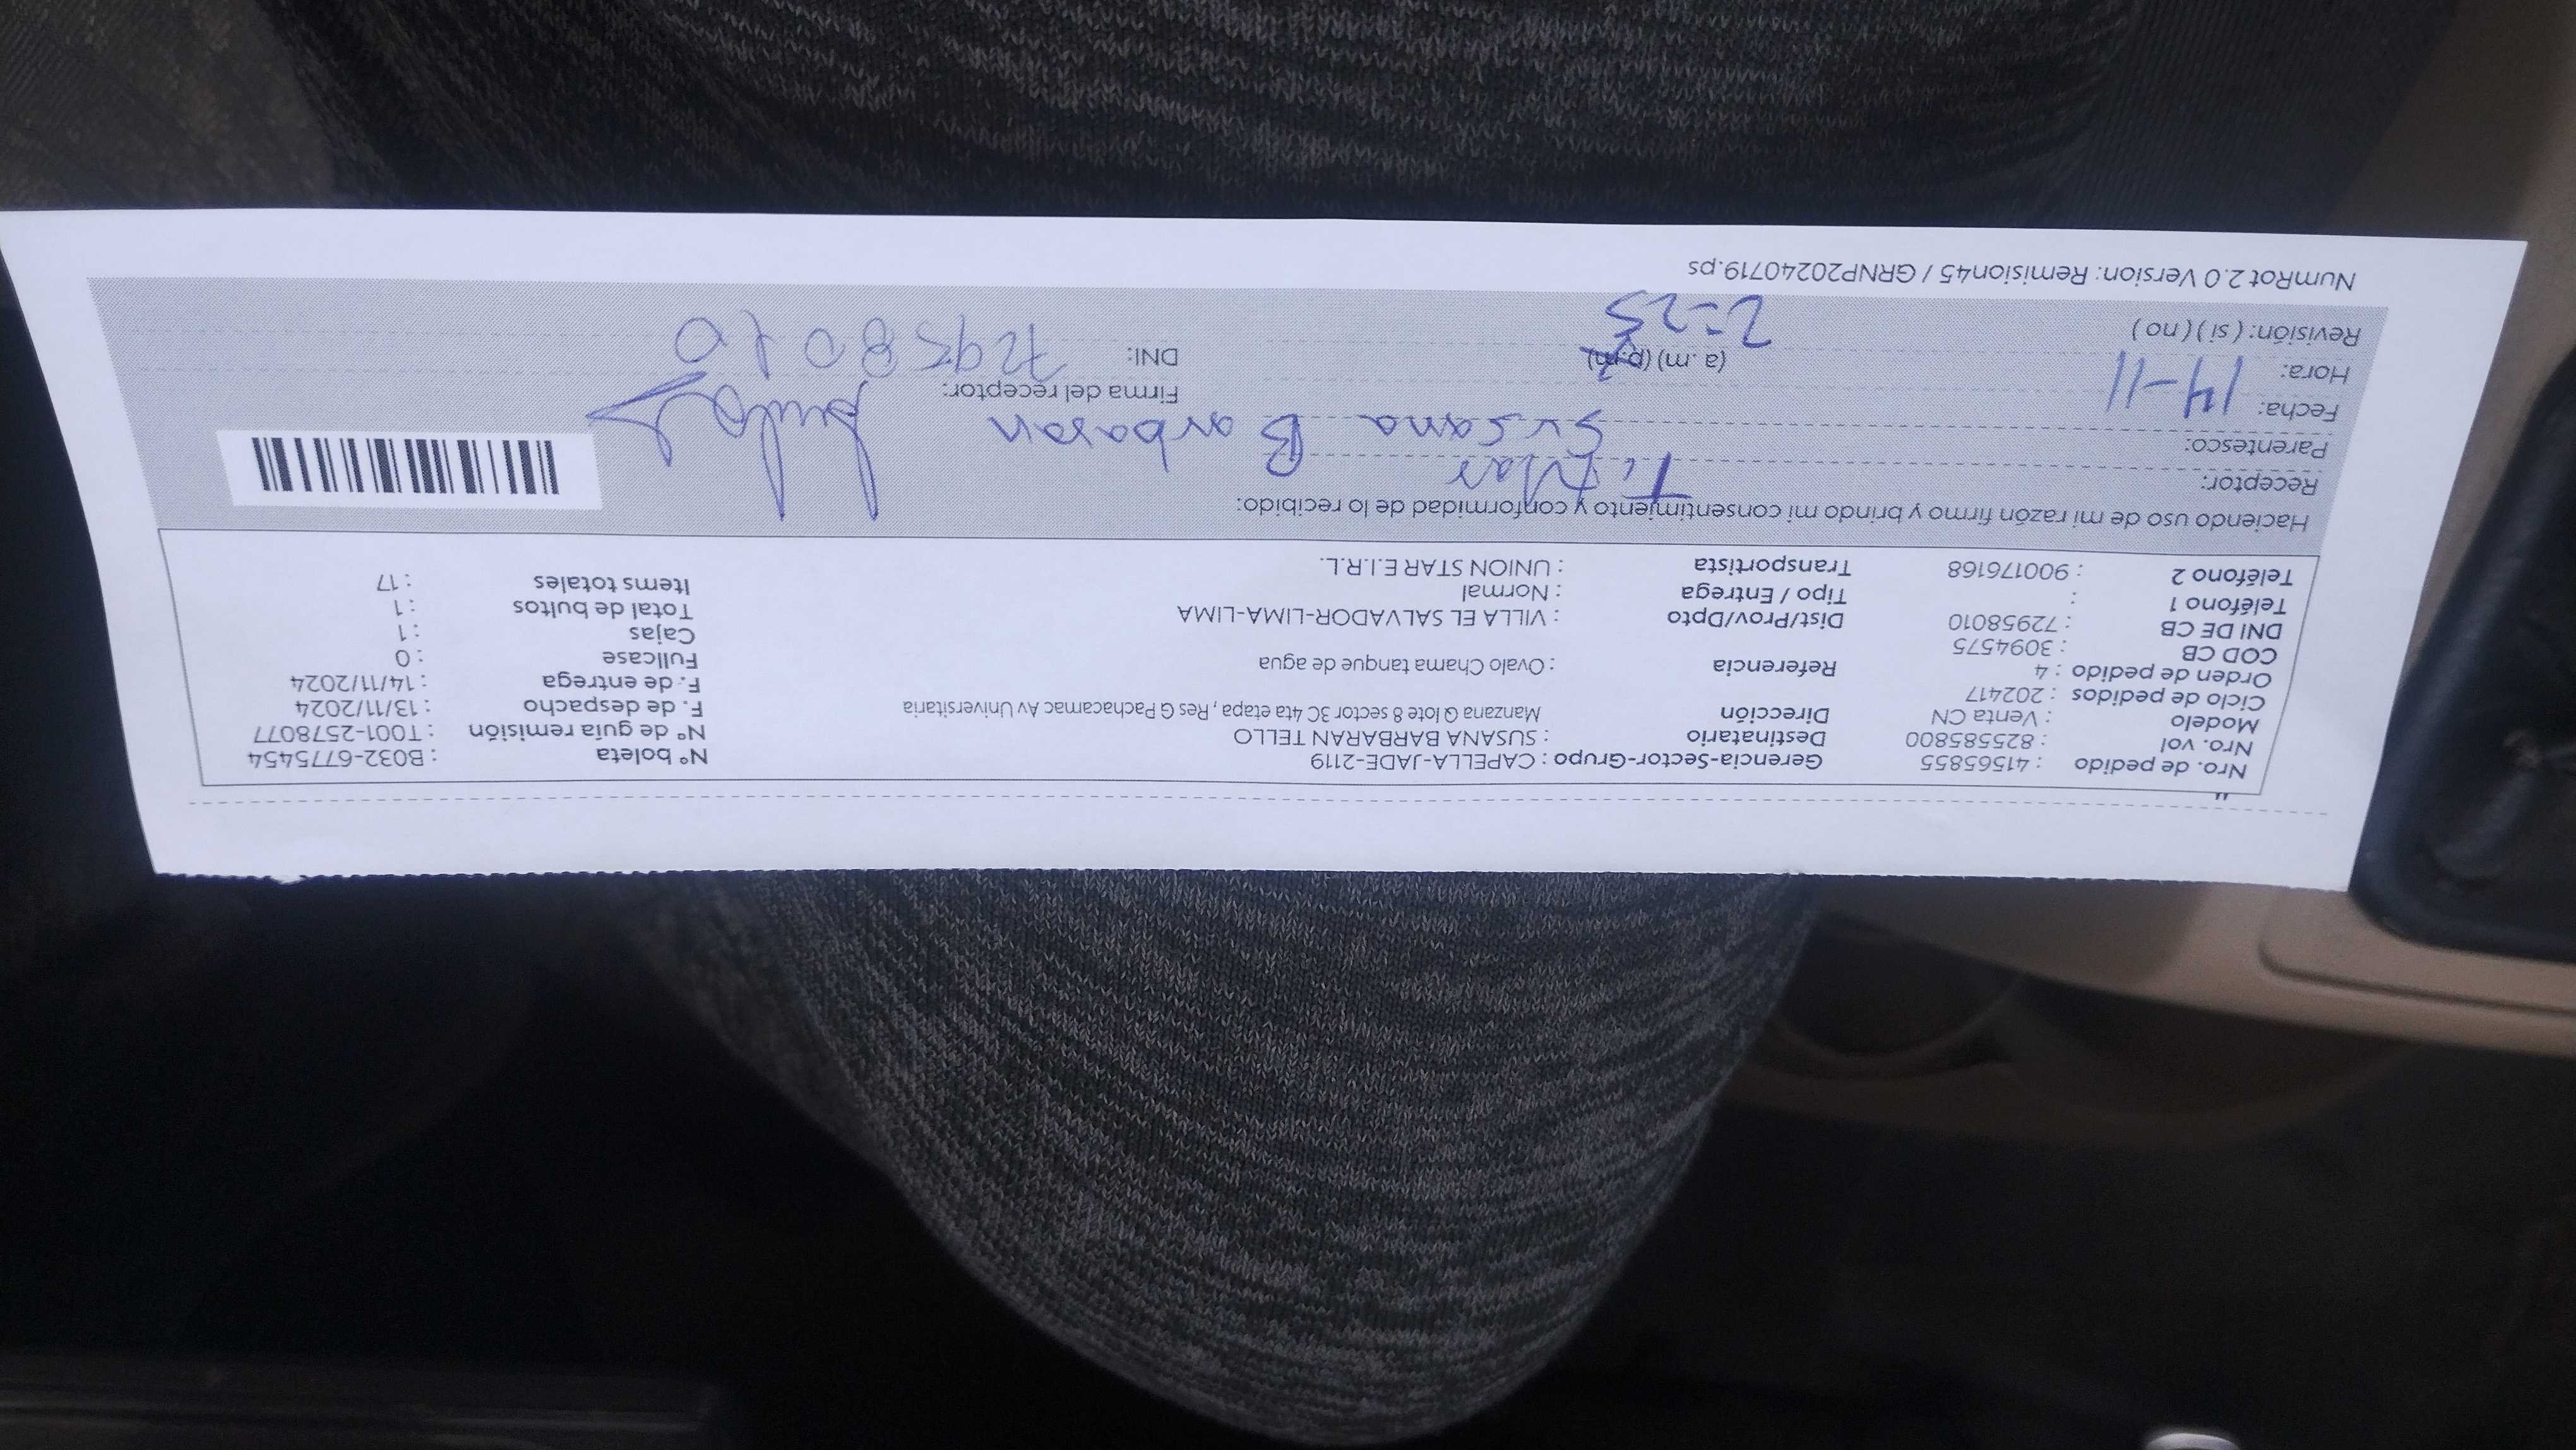 Nro. de pedido : 41565855 Gerencia-Sector-Grupo : CAPELLA-JADE-2119 N° boleta : B032-6775454
Nro. vol : 825585800 Destinatario : SUSANA BARBARAN TELLO N° de guía remisión : T001-2578077
Modelo : Venta CN Dirección Manzana Q lote 8 sector 3C 4ta etapa , Res G Pachacamac Av Universitaria F. de despacho : 13/11/2024
Ciclo de pedidos : 202417 F. de entrega : 14/11/2024
Orden de pedido : 4 Referencia : Ovalo Chama tanque de agua Fullcase : 0
COD CB : 3094575 Cajas : 1
DNI DE CB : 72958010 Dist/Prov/Dpto : VILLA EL SALVADOR-LIMA-LIMA Total de bultos : 1
Teléfono 1 : Tipo / Entrega : Normal Items totales : 17
Teléfono 2 : 900176168 Transportista : UNION STAR E.I.R.L.
Haciendo uso de mi razón firmo y brindo mi consentimiento y conformidad de lo recibido:
Receptor: Titular
Parentesco: Susana Barbaran
Fecha: 14-11 Firma del receptor:
Hora: (a .m) (p.m) DNI: 72958010
Revisión: ( si ) ( no ) 2=25
NumRot 2.0 Version: Remision45 / GRNP20240719.ps